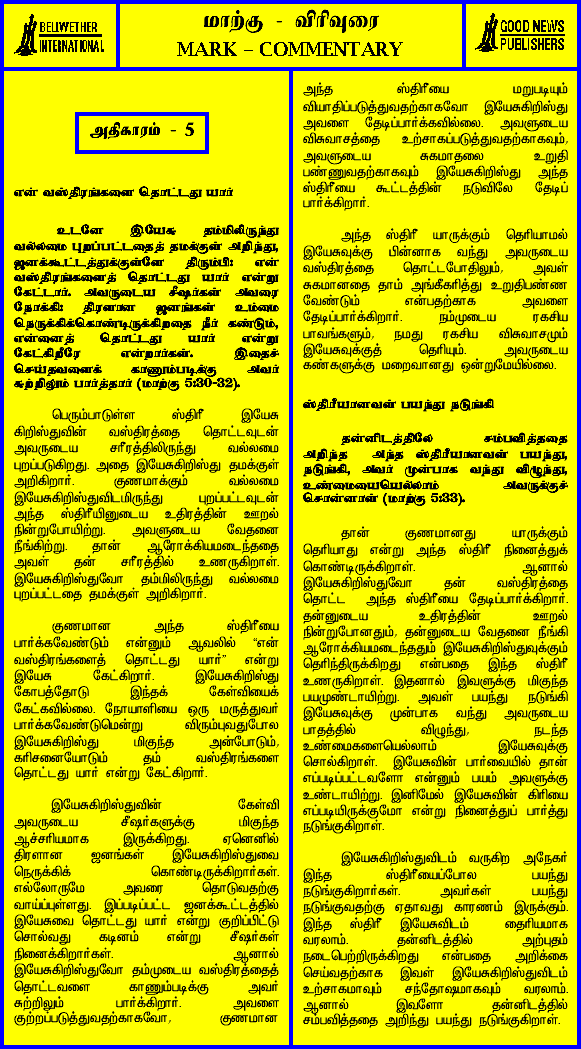 BELLWETHER
INTERNATIONAL
மாற்கு - விரிவுரை
MARK – COMMENTARY
GOOD NEWS
PUBLISHERS
அதிகாரம் - 5
என் வஸ்திரங்களை தொட்டது யார்
உடனே இயேசு தம்மிலிருந்து
வல்லமை புறப்பட்டதைத் தமக்குள் அறிந்து,
ஜனக்கூட்டத்துக்குள்ளே திரும்பி: என்
வஸ்திரங்களைத் தொட்டது யார் என்று
கேட்டார். அவருடைய சீஷர்கள் அவரை
நோக்கி: திரளான ஜனங்கள் உம்மை
நெருக்கிக்கொண்டிருக்கிறதை நீர் கண்டும்,
என்னைத் தொட்டது யார் என்று
கேட்கிறீரே என்றார்கள். இதைச்
செய்தவளைக் காணும்படிக்கு அவர்
சுற்றிலும் பார்த்தார் (மாற்கு 5:30-32).
பெரும்பாடுள்ள ஸ்திரீ இயேசு
கிறிஸ்துவின் வஸ்திரத்தை தொட்டவுடன்
அவருடைய சரீரத்திலிருந்து வல்லமை
புறப்படுகிறது. அதை இயேசுகிறிஸ்து தமக்குள்
அறிகிறார். குணமாக்கும் வல்லமை
இயேசுகிறிஸ்துவிடமிருந்து புறப்பட்டவுடன்
அந்த ஸ்திரீயினுடைய உதிரத்தின் ஊறல்
நின்றுபோயிற்று. அவளுடைய வேதனை
நீங்கிற்று. தான் ஆரோக்கியமடைந்ததை
அவள் தன் சரீரத்தில் உணருகிறாள்.
இயேசுகிறிஸ்துவோ தம்மிலிருந்து வல்லமை
புறப்பட்டதை தமக்குள் அறிகிறார்.
குணமான அந்த ஸ்திரீயை
பார்க்கவேண்டும் என்னும் ஆவலில் “என்
வஸ்திரங்களைத் தொட்டது யார்” என்று
இயேசு கேட்கிறார். இயேசுகிறிஸ்து
கோபத்தோடு இந்தக் கேள்வியைக்
கேட்கவில்லை. நோயாளியை ஒரு மருத்துவர்
பார்க்கவேண்டுமென்று விரும்புவதுபோல
இயேசுகிறிஸ்து மிகுந்த அன்போடும்,
கரிசனையோடும் தம் வஸ்திரங்களை
தொட்டது யார் என்று கேட்கிறார்.
இயேசுகிறிஸ்துவின் கேள்வி
அவருடைய சீஷர்களுக்கு மிகுந்த
ஆச்சரியமாக இருக்கிறது. ஏனெனில்
திரளான ஜனங்கள் இயேசுகிறிஸ்துவை
நெருக்கிக் கொண்டிருக்கிறார்கள்.
எல்லோருமே அவரை தொடுவதற்கு
வாய்ப்புள்ளது. இப்படிப்பட்ட ஜனக்கூட்டத்தில்
இயேசுவை தொட்டது யார் என்று குறிப்பிட்டு
சொல்வது கடினம் என்று சீஷர்கள்
நினைக்கிறார்கள். ஆனால்
இயேசுகிறிஸ்துவோ தம்முடைய வஸ்திரத்தைத்
தொட்டவளை காணும்படிக்கு அவர்
சுற்றிலும் பார்க்கிறார். அவளை
குற்றப்படுத்துவதற்காகவோ, குணமான
அந்த ஸ்திரீயை மறுபடியும்
வியாதிப்படுத்துவதற்காகவோ இயேசுகிறிஸ்து
அவளை தேடிப்பார்க்கவில்லை. அவளுடைய
விசுவாசத்தை உற்சாகப்படுத்துவதற்காகவும்,
அவளுடைய சுகமாதலை உறுதி
பண்ணுவதற்காகவும் இயேசுகிறிஸ்து அந்த
ஸ்திரீயை கூட்டத்தின் நடுவிலே தேடிப்
பார்க்கிறார்.
அந்த ஸ்திரீ யாருக்கும் தெரியாமல்
இயேசுவுக்கு பின்னாக வந்து அவருடைய
வஸ்திரத்தை தொட்டபோதிலும், அவள்
சுகமானதை தாம் அங்கீகரித்து உறுதிபண்ண
வேண்டும் என்பதற்காக அவளை
தேடிப்பார்க்கிறார். நம்முடைய ரகசிய
பாவங்களும், நமது ரகசிய விசுவாசமும்
இயேசுவுக்குத் தெரியும். அவருடைய
கண்களுக்கு மறைவானது ஒன்றுமேயில்லை.
ஸ்திரீயானவள் பயந்து நடுங்கி
தன்னிடத்திலே சம்பவித்ததை
அறிந்த அந்த ஸ்திரீயானவள் பயந்து,
நடுங்கி, அவர் முன்பாக வந்து விழுந்து,
உண்மையையெல்லாம் அவருக்குச்
சொன்னாள் (மாற்கு 5:33).
தான் குணமானது யாருக்கும்
தெரியாது என்று அந்த ஸ்திரீ நினைத்துக்
கொண்டிருக்கிறாள். ஆனால்
இயேசுகிறிஸ்துவோ தன் வஸ்திரத்தை
தொட்ட அந்த ஸ்திரீயை தேடிப்பார்க்கிறார்.
தன்னுடைய உதிரத்தின் ஊறல்
நின்றுபோனதும், தன்னுடைய வேதனை நீங்கி
ஆரோக்கியமடைந்ததும் இயேசுகிறிஸ்துவுக்கும்
தெரிந்திருக்கிறது என்பதை இந்த ஸ்திரீ
உணருகிறாள். இதனால் இவளுக்கு மிகுந்த
பயமுண்டாயிற்று. அவள் பயந்து நடுங்கி
இயேசுவுக்கு முன்பாக வந்து அவருடைய
பாதத்தில் விழுந்து, நடந்த
உண்மைகளையெல்லாம் இயேசுவுக்கு
சொல்கிறாள். இயேசுவின் பார்வையில் தான்
எப்படிப்பட்டவளோ என்னும் பயம் அவளுக்கு
உண்டாயிற்று. இனிமேல் இயேசுவின் கிரியை
எப்படியிருக்குமோ என்று நினைத்துப் பார்த்து
நடுங்குகிறாள்.
இயேசுகிறிஸ்துவிடம் வருகிற அநேகர்
இந்த ஸ்திரீயைப்போல பயந்து
நடுங்குகிறார்கள். அவர்கள் பயந்து
நடுங்குவதற்கு ஏதாவது காரணம் இருக்கும்.
இந்த ஸ்திரீ இயேசுவிடம் தைரியமாக
வரலாம். தன்னிடத்தில் அற்புதம்
நடைபெற்றிருக்கிறது என்பதை அறிக்கை
செய்வதற்காக இவள் இயேசுகிறிஸ்துவிடம்
உற்சாகமாவும் சந்தோஷமாகவும் வரலாம்.
ஆனால் இவளோ தன்னிடத்தில்
சம்பவித்ததை அறிந்து பயந்து நடுங்குகிறாள்.